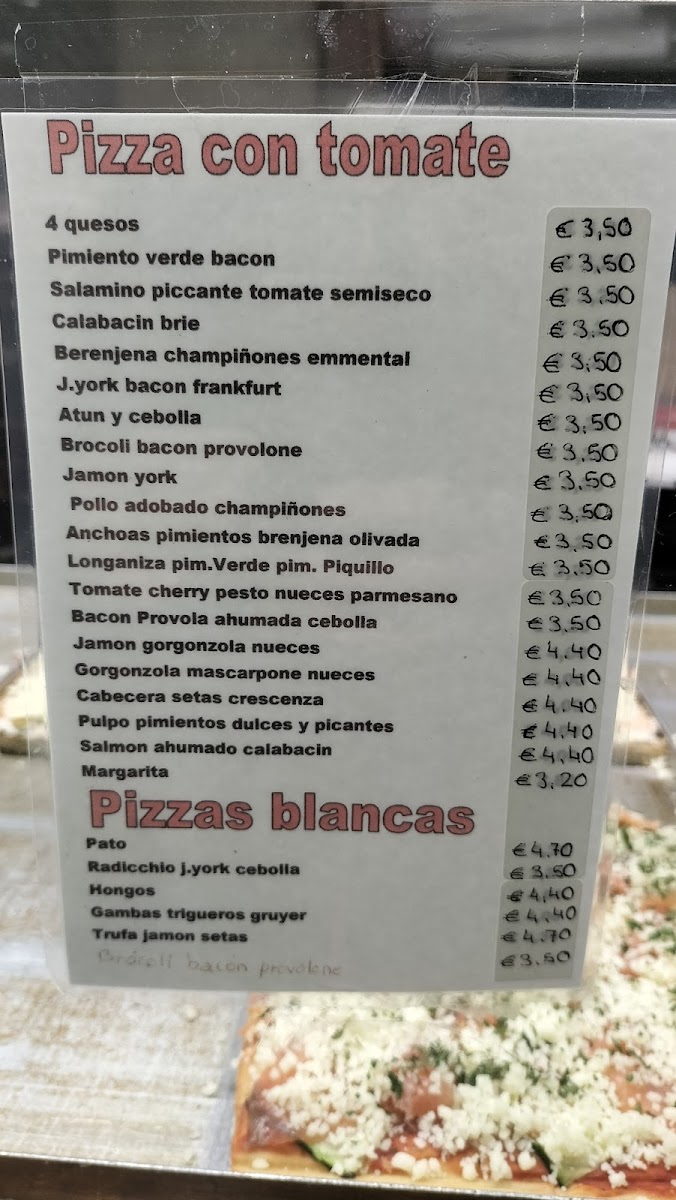 Pizza con tomate
4 quesos € 3,50
Pimiento verde bacon € 3,50
Salamino piccante tomate semiseco € 3.50
Calabacin brie € 3.50
Berenjena champiñones emmental € 3,50
J.york bacon frankfurt € 3,50
Atun y cebolla € 3,50
Brocoli bacon provolone € 3.50
Jamon york € 3.50
Pollo adobado champiñones € 3,50
Anchoas pimientos brenjena olivada € 3.50
Longaniza pim.Verde pim. Piquillo € 3.50
Tomate cherry pesto nueces parmesano € 3,50
Bacon Provola ahumada cebolla € 3.50
Jamon gorgonzola nueces € 4.40
Gorgonzola mascarpone nueces € 4.40
Cabecera setas crescenza € 4.40
Pulpo pimientos dulces y picantes € 4.40
Salmon ahumado calabacin € 4,40
Margarita € 3,20
Pizzas blancas
Pato € 4.70
Radicchio j.york cebolla € 3.50
Hongos € 4,40
Gambas trigueros gruyer € 4.40
Trufa jamon setas € 4.70
Brócoli bacon provolone € 3.50